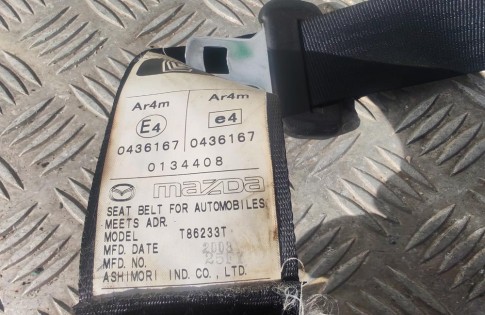 Ar4m Ar4m
E4 e4
0436167 0436167
0134408
mazda
SEAT BELT FOR AUTOMOBILES
MEETS ADR.
MODEL T86233T
MFD. DATE 2003
MFD. NO.
ASHIMORI IND. CO., LTD.